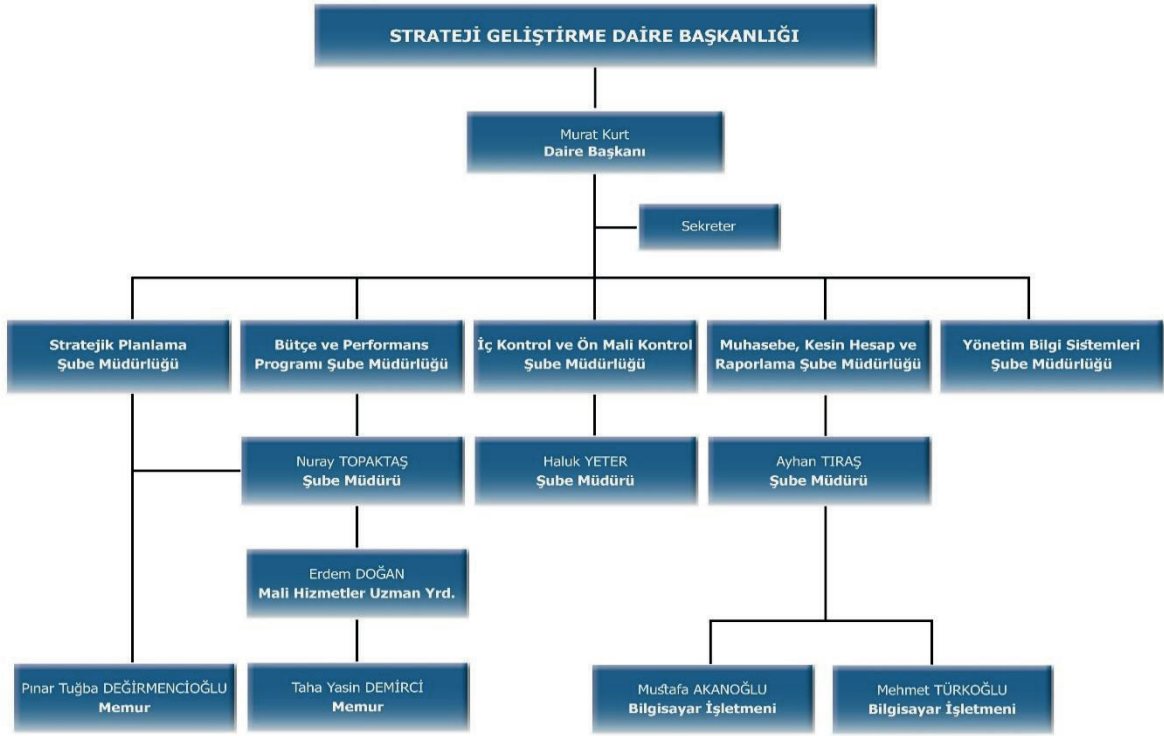 STRATEJİ GELİŞTİRME DAİRE BAŞKANLIĞI
Murat Kurt
Daire Başkanı
Sekreter
Stratejik Planlama
Şube Müdürlüğü
Bütçe ve Performans
Programı Şube Müdürlüğü
İç Kontrol ve Ön Mali Kontrol
Şube Müdürlüğü
Muhasebe, Kesin Hesap ve
Raporlama Şube Müdürlüğü
Yönetim Bilgi Sistemleri
Şube Müdürlüğü
Nuray TOPAKTAŞ
Şube Müdürü
Haluk YETER
Şube Müdürü
Ayhan TIRAŞ
Şube Müdürü
Erdem DOĞAN
Mali Hizmetler Uzman Yrd.
Pınar Tuğba DEĞİRMENCİOĞLU
Memur
Taha Yasin DEMİRCİ
Memur
Mustafa AKANOĞLU
Bilgisayar İşletmeni
Mehmet TÜRKOĞLU
Bilgisayar İşletmeni